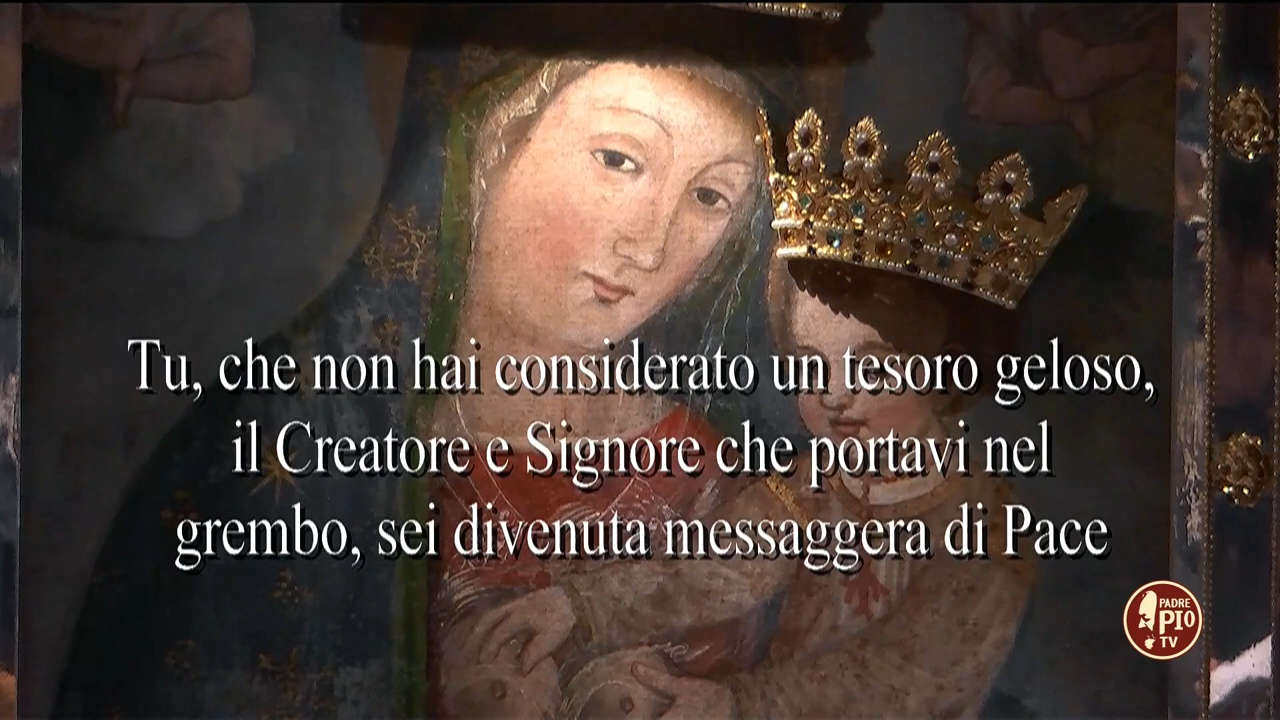 Tu, che non hai considerato un tesoro geloso,
il Creatore e Signore che portavi nel
grembo, sei divenuta messaggera di Pace
PADRE
PIO
TV